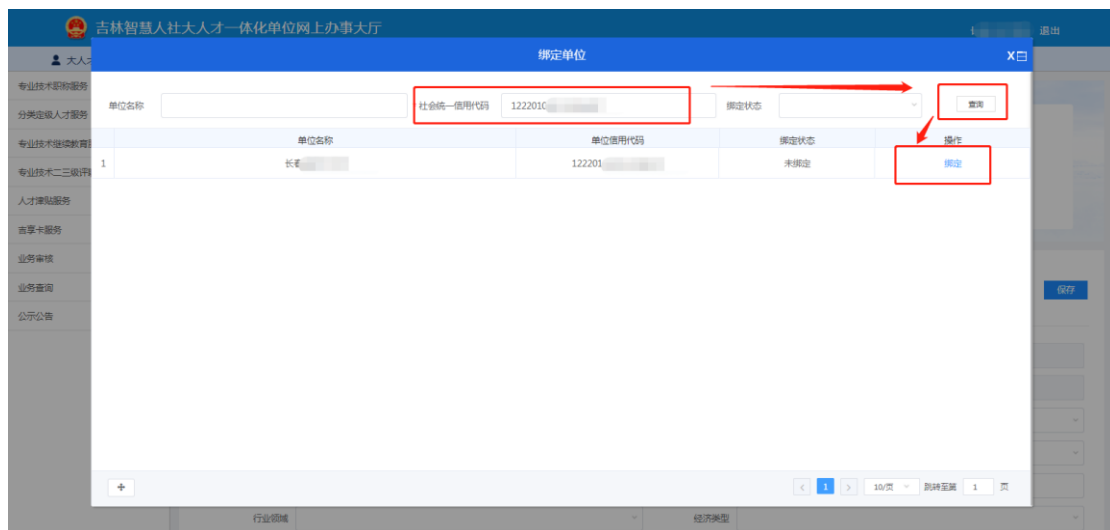 吉林智慧人社大人才一体化单位网上办事大厅
退出
大人
绑定单位
X
专业技术职称服务
分类定级人才服务
专业技术继续教育
专业技术二三级评
人才津贴服务
吉享卡服务
业务审核
业务查询
公示公告
单位名称
*社会统一信用代码 1222010
绑定状态
查询
单位名称 单位信用代码 绑定状态 操作
1 长春 122201 未绑定 绑定
保存
< 1 > 10/页 跳转至第 1 页
行业领域 经济类型